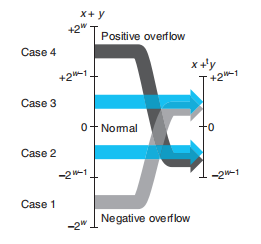 x + y
+2^w
Positive overflow
Case 4
x +^t y
+2^{w–1}
+2^{w–1}
Case 3
0
Normal
0
Case 2
–2^{w–1}
–2^{w–1}
Case 1
Negative overflow
–2^w